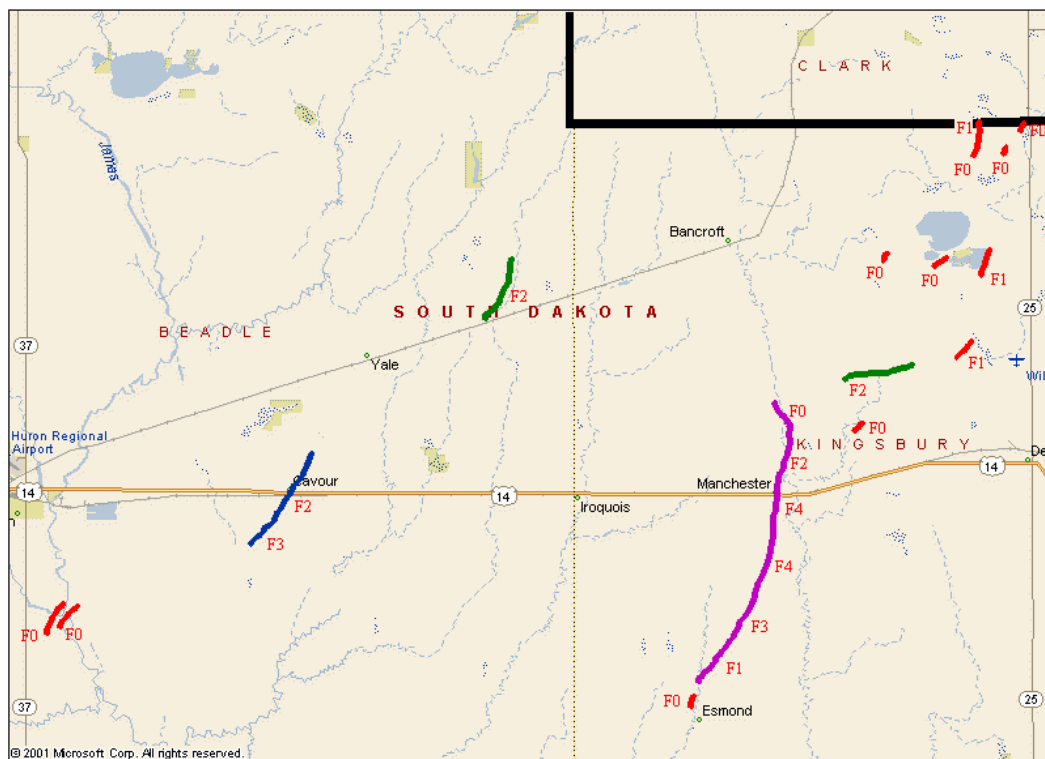 CLARK
F1
F0
F0
James
Bancroft
F0
F0
F1
F2
SOUTH DAKOTA
25
BEADLE
37
Yale
F1
F2
F0
F0
Huron Regional
Airport
KINGSBURY
F2
De
14
Cavour
14
Manchester
14
F2
Iroquois
F4
F3
F4
F3
F0
F0
F1
F0
37
Esmond
25
© 2001 Microsoft Corp. All rights reserved.